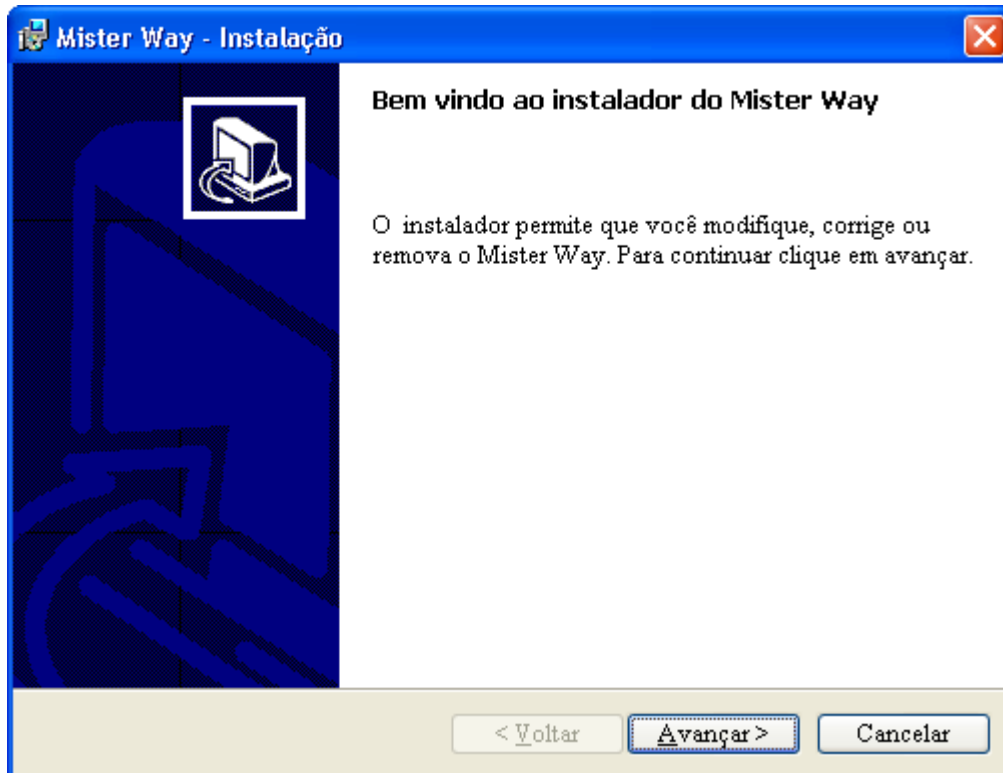 Mister Way - Instalação
Bem vindo ao instalador do Mister Way
O instalador permite que você modifique, corrige ou
remova o Mister Way. Para continuar clique em avançar.
< Voltar
Avançar >
Cancelar